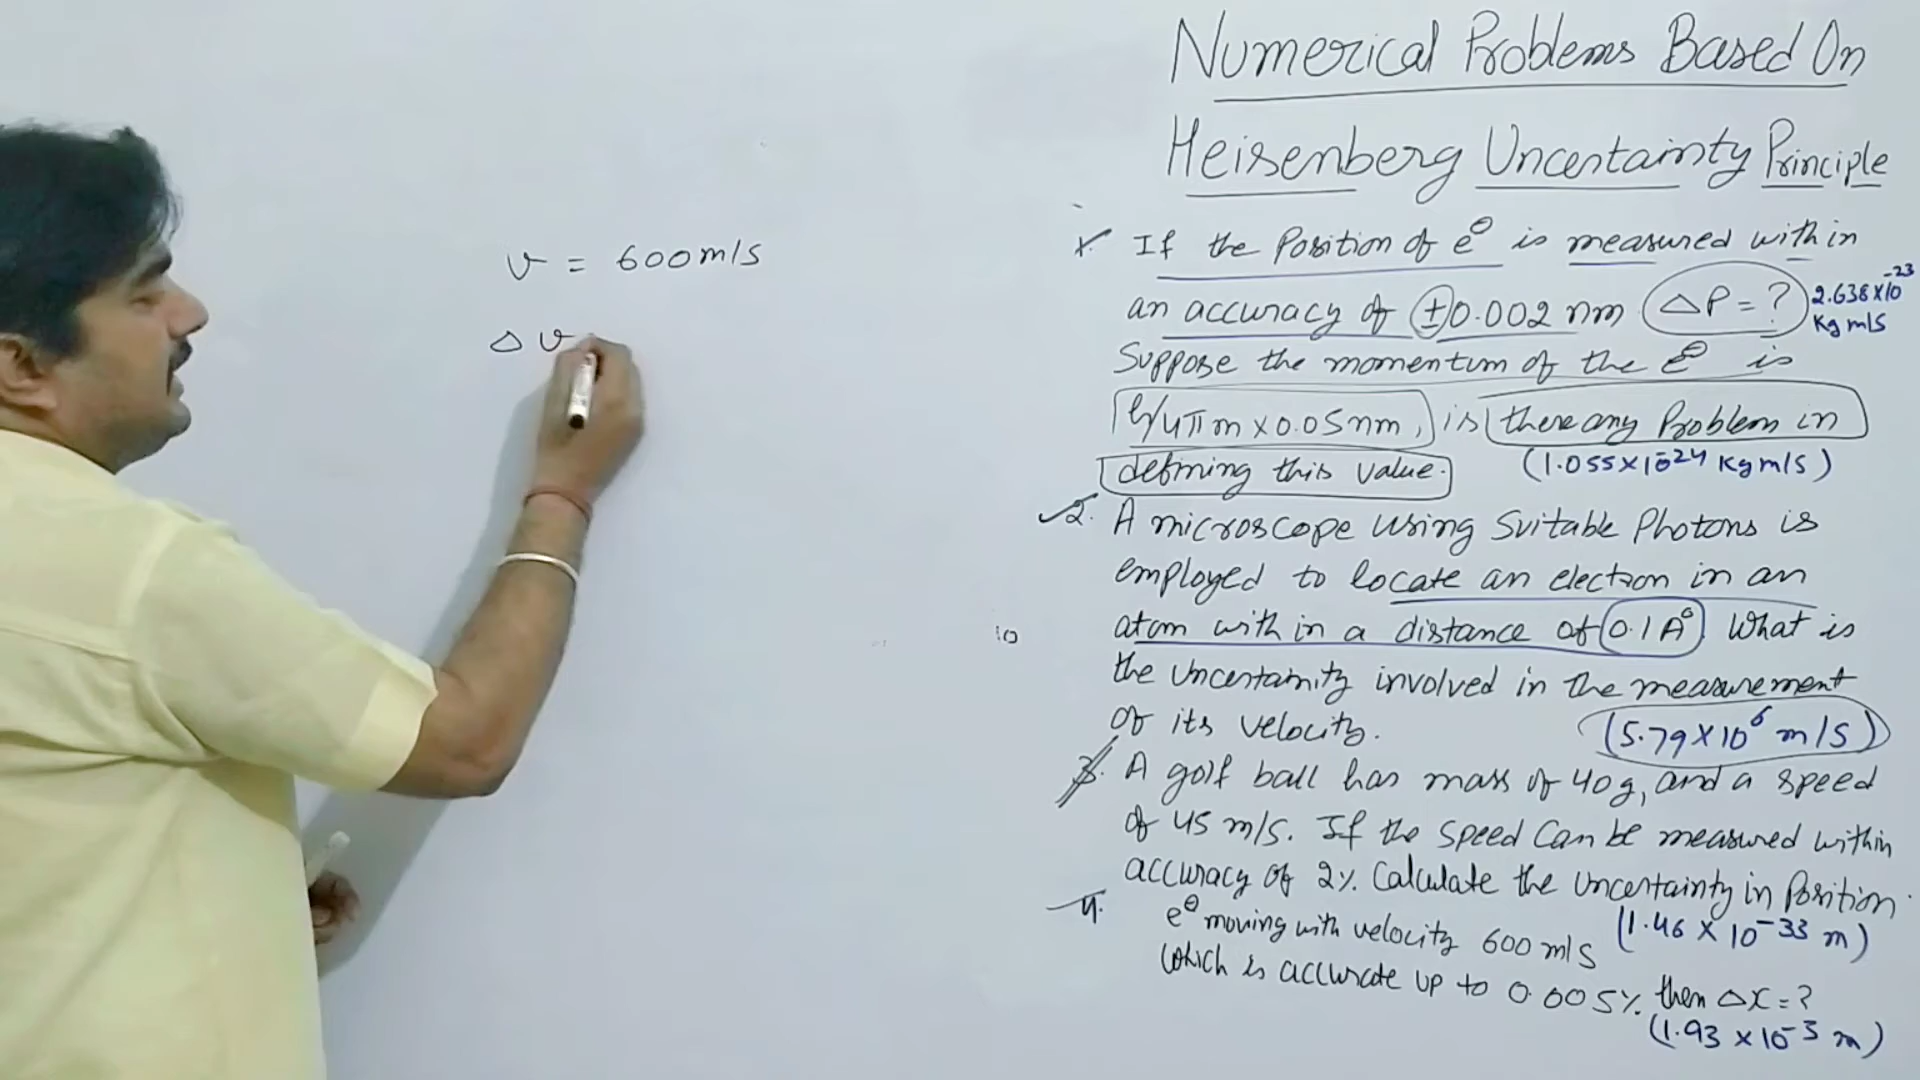 Numerical Problems Based On
Heisenberg Uncertainty Principle
1. If the Position of e⊖ is measured within
an accuracy of ±0.002 nm ΔP = ? 2.638×10⁻²³
Kg m/s
Suppose the momentum of the e⊖ is
h/4πm × 0.05nm, is there any Problem in
defining this value. (1.055×10⁻²⁴ Kg m/s)
2. A microscope using Suitable Photons is
employed to locate an electron in an
atom with in a distance of 0.1 A°. What is
the Uncertainity involved in the measurement
of its velocity. (5.79 × 10⁶ m/s)
3. A golf ball has mass of 40g, and a speed
of 45 m/s. If the Speed Can be measured within
accuracy of 2%. Calculate the Uncertainty in Position.
(1.46 × 10⁻³³ m)
4. e⊖ moving with velocity 600 m/s
which is accurate up to 0.005%. then Δx = ?
(1.93 × 10⁻³ m)
v = 600 m/s
Δv
10